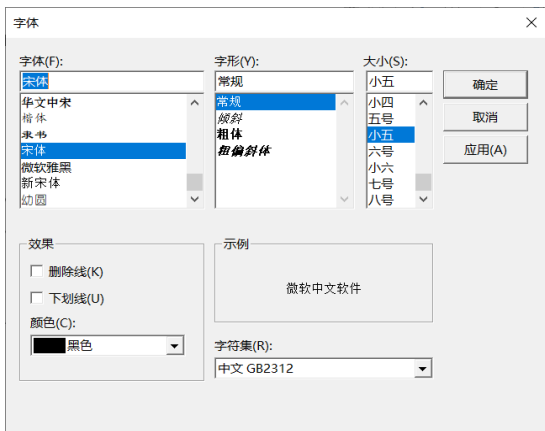 字体
字体(F):
宋体
华文中宋
楷体
隶书
宋体
微软雅黑
新宋体
幼圆
字形(Y):
常规
常规
倾斜
粗体
粗偏斜体
大小(S):
小五
小四
五号
小五
六号
小六
七号
八号
确定
取消
应用(A)
效果
删除线(K)
下划线(U)
颜色(C):
黑色
示例
微软中文软件
字符集(R):
中文 GB2312